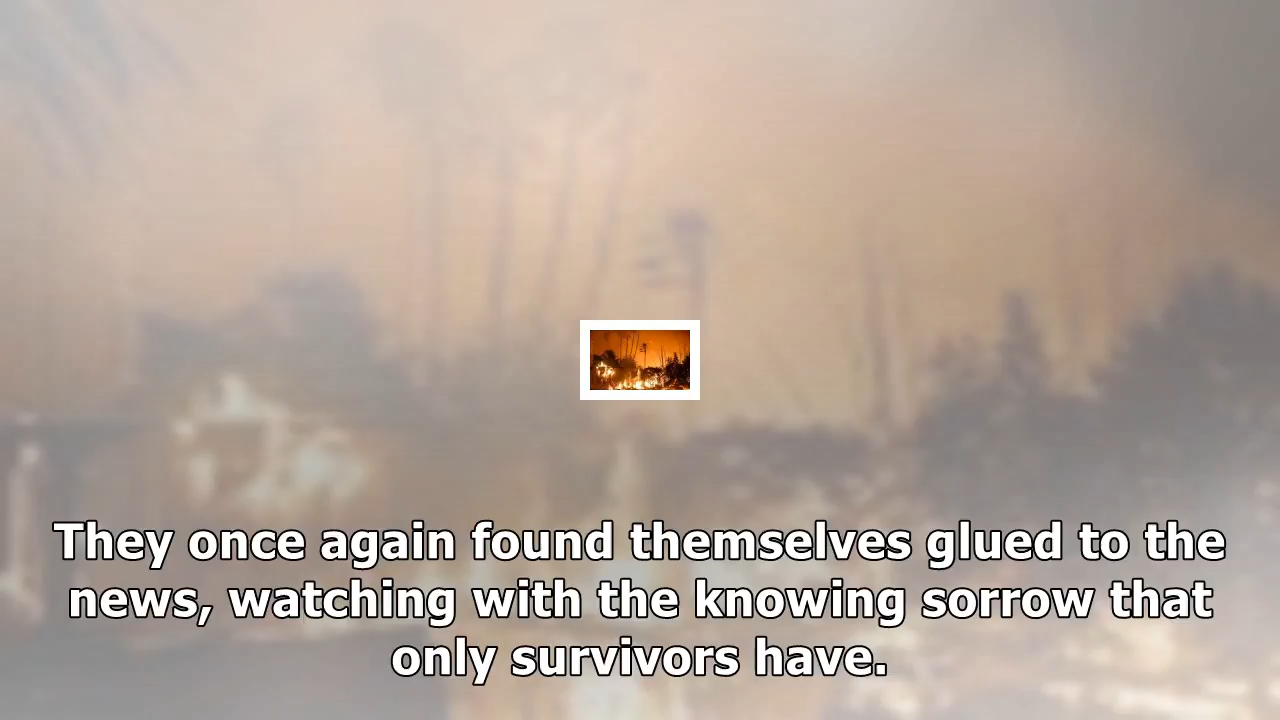 They once again found themselves glued to the
news, watching with the knowing sorrow that
only survivors have.